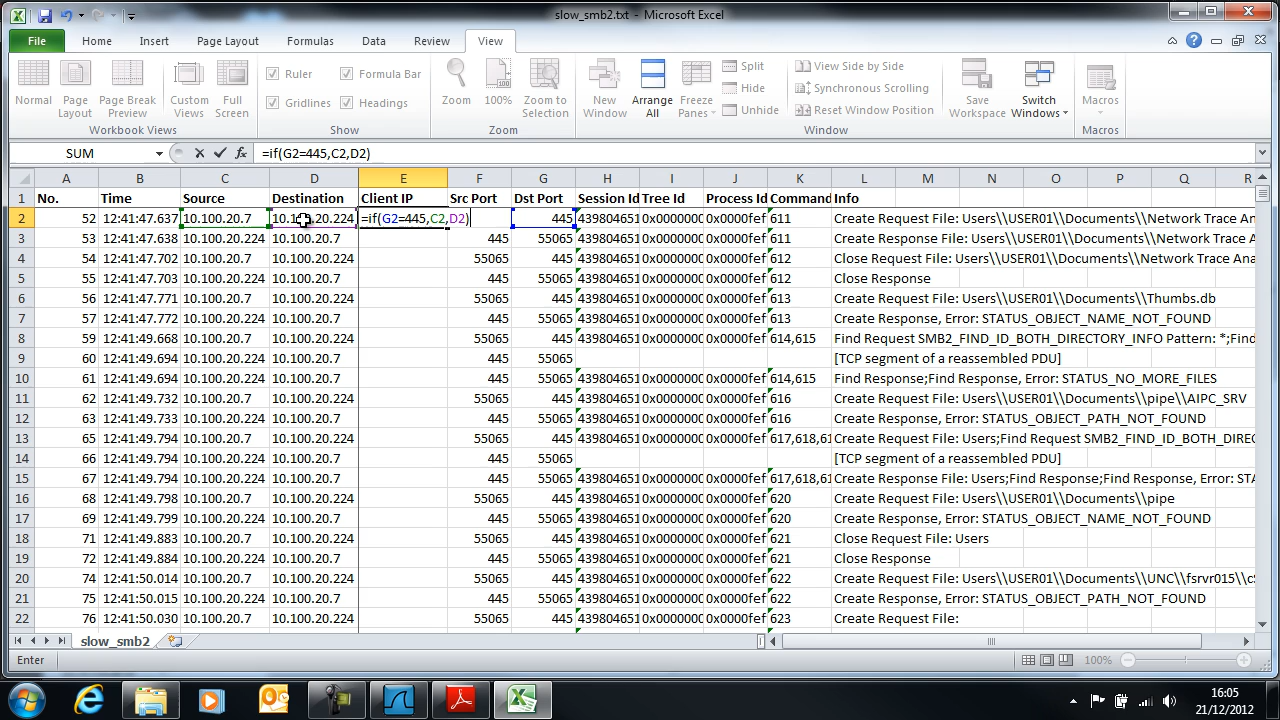 slow_smb2.txt - Microsoft Excel
File Home Insert Page Layout Formulas Data Review View
Normal Page Layout Page Break Preview Custom Views Full Screen
Workbook Views
Ruler Formula Bar
Gridlines Headings
Show
Zoom 100% Zoom to Selection
Zoom
New Window Arrange All Freeze Panes
Split
Hide
Unhide
View Side by Side
Synchronous Scrolling
Reset Window Position
Window
Save Workspace Switch Windows
Macros
Macros
SUM fx =if(G2=445,C2,D2)
A B C D E F G H I J K L M N O P Q R
1 No. Time Source Destination Client IP Src Port Dst Port Session Id Tree Id Process Id Command Info
2 52 12:41:47.637 10.100.20.7 10.100.20.224 =if(G2=445,C2,D2) 445 439804651 0x0000000 0x0000fef 611 Create Request File: Users\\USER01\\Documents\\Network Trace An
3 53 12:41:47.638 10.100.20.224 10.100.20.7 445 55065 439804651 0x0000000 0x0000fef 611 Create Response File: Users\\USER01\\Documents\\Network Trace
4 54 12:41:47.702 10.100.20.7 10.100.20.224 55065 445 439804651 0x0000000 0x0000fef 612 Close Request File: Users\\USER01\\Documents\\Network Trace Ana
5 55 12:41:47.703 10.100.20.224 10.100.20.7 445 55065 439804651 0x0000000 0x0000fef 612 Close Response
6 56 12:41:47.771 10.100.20.7 10.100.20.224 55065 445 439804651 0x0000000 0x0000fef 613 Create Request File: Users\\USER01\\Documents\\Thumbs.db
7 57 12:41:47.772 10.100.20.224 10.100.20.7 445 55065 439804651 0x0000000 0x0000fef 613 Create Response, Error: STATUS_OBJECT_NAME_NOT_FOUND
8 59 12:41:49.668 10.100.20.7 10.100.20.224 55065 445 439804651 0x0000000 0x0000fef 614,615 Find Request SMB2_FIND_ID_BOTH_DIRECTORY_INFO Pattern: *;Find
9 60 12:41:49.694 10.100.20.224 10.100.20.7 445 55065 [TCP segment of a reassembled PDU]
10 61 12:41:49.694 10.100.20.224 10.100.20.7 445 55065 439804651 0x0000000 0x0000fef 614,615 Find Response;Find Response, Error: STATUS_NO_MORE_FILES
11 62 12:41:49.732 10.100.20.7 10.100.20.224 55065 445 439804651 0x0000000 0x0000fef 616 Create Request File: Users\\USER01\\Documents\\pipe\\AIPC_SRV
12 63 12:41:49.733 10.100.20.224 10.100.20.7 445 55065 439804651 0x0000000 0x0000fef 616 Create Response, Error: STATUS_OBJECT_PATH_NOT_FOUND
13 65 12:41:49.794 10.100.20.7 10.100.20.224 55065 445 439804651 0x0000000 0x0000fef 617,618,61 Create Request File: Users;Find Request SMB2_FIND_ID_BOTH_DIREC
14 66 12:41:49.794 10.100.20.224 10.100.20.7 445 55065 [TCP segment of a reassembled PDU]
15 67 12:41:49.794 10.100.20.224 10.100.20.7 445 55065 439804651 0x0000000 0x0000fef 617,618,61 Create Response File: Users;Find Response;Find Response, Error: STA
16 68 12:41:49.798 10.100.20.7 10.100.20.224 55065 445 439804651 0x0000000 0x0000fef 620 Create Request File: Users\\USER01\\Documents\\pipe
17 69 12:41:49.799 10.100.20.224 10.100.20.7 445 55065 439804651 0x0000000 0x0000fef 620 Create Response, Error: STATUS_OBJECT_NAME_NOT_FOUND
18 71 12:41:49.883 10.100.20.7 10.100.20.224 55065 445 439804651 0x0000000 0x0000fef 621 Close Request File: Users
19 72 12:41:49.884 10.100.20.224 10.100.20.7 445 55065 439804651 0x0000000 0x0000fef 621 Close Response
20 74 12:41:50.014 10.100.20.7 10.100.20.224 55065 445 439804651 0x0000000 0x0000fef 622 Create Request File: Users\\USER01\\Documents\\UNC\\fsrvr015\\c$
21 75 12:41:50.015 10.100.20.224 10.100.20.7 445 55065 439804651 0x0000000 0x0000fef 622 Create Response, Error: STATUS_OBJECT_PATH_NOT_FOUND
22 76 12:41:50.030 10.100.20.7 10.100.20.224 55065 445 439804651 0x0000000 0x0000fef 623 Create Request File:
slow_smb2
Enter 100%
16:05
21/12/2012